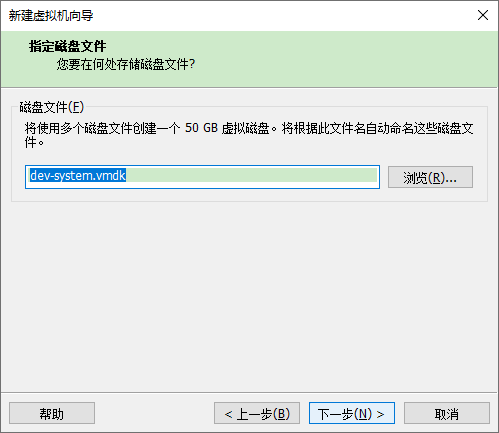 新建虚拟机向导
指定磁盘文件
您要在何处存储磁盘文件?
磁盘文件(F)
将使用多个磁盘文件创建一个 50 GB 虚拟磁盘。将根据此文件名自动命名这些磁盘文
件。
dev-system.vmdk
浏览(R)...
帮助
< 上一步(B)
下一步(N) >
取消